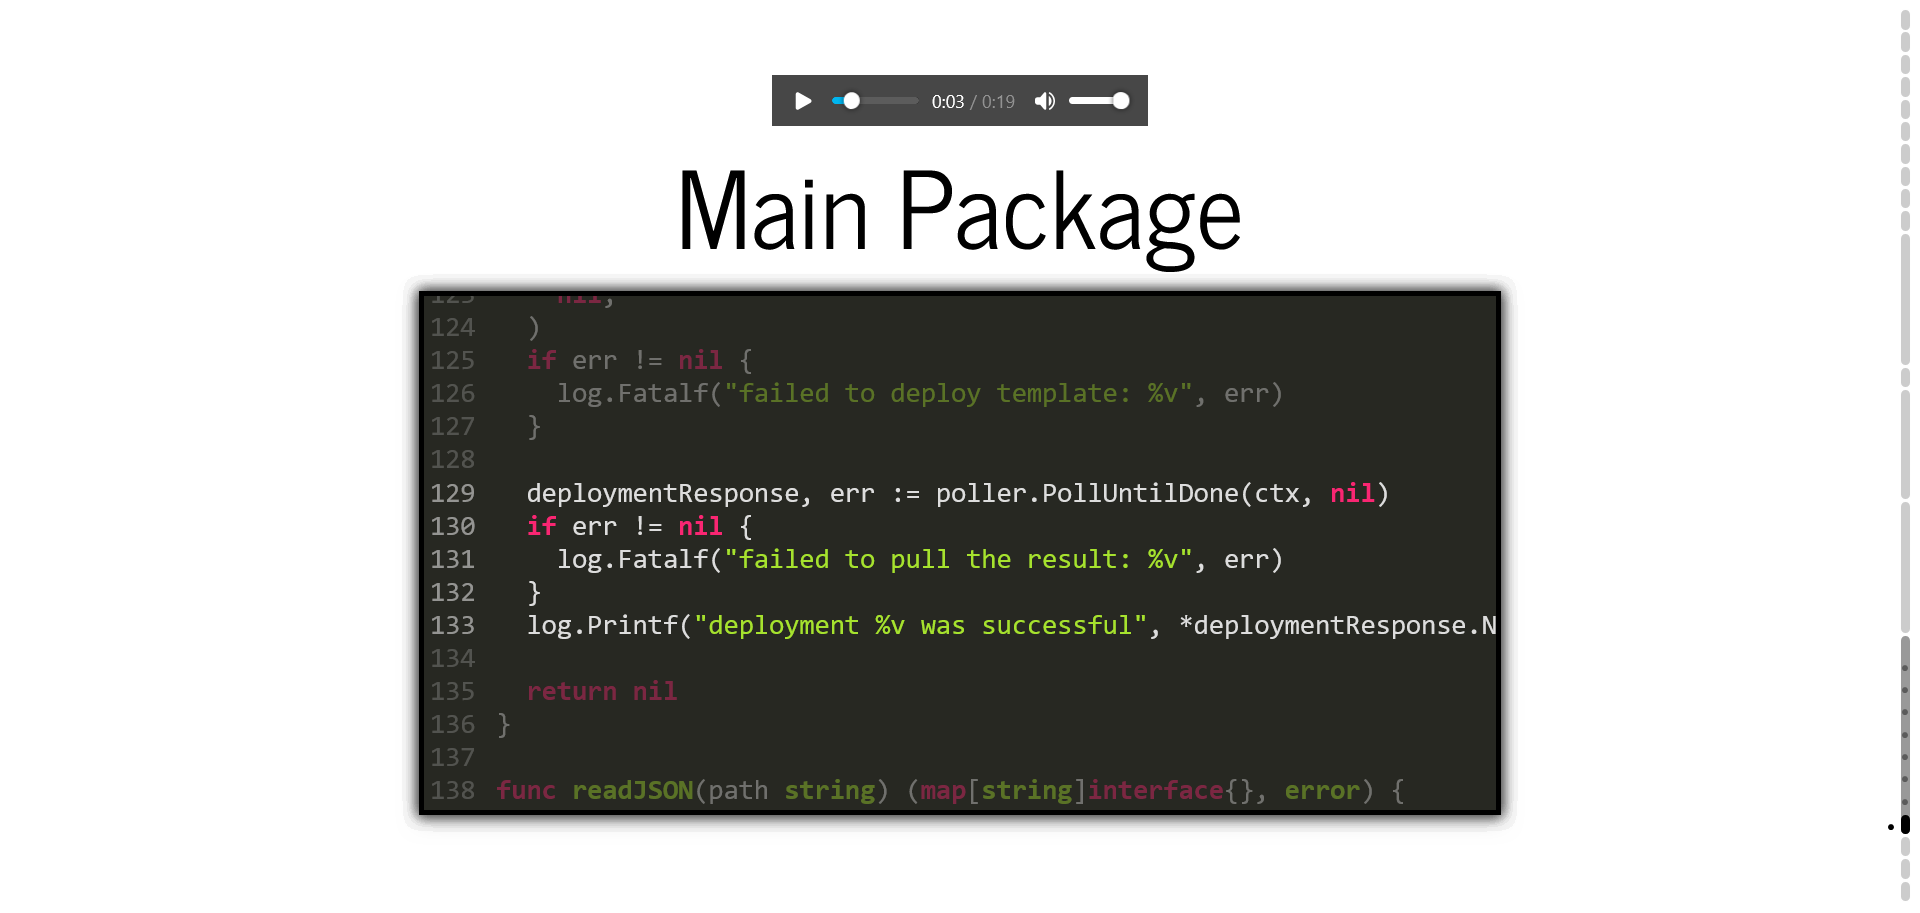 0:03 / 0:19
Main Package
123 nil,
124 )
125 if err != nil {
126 log.Fatalf("failed to deploy template: %v", err)
127 }
128
129 deploymentResponse, err := poller.PollUntilDone(ctx, nil)
130 if err != nil {
131 log.Fatalf("failed to pull the result: %v", err)
132 }
133 log.Printf("deployment %v was successful", *deploymentResponse.N
134
135 return nil
136 }
137
138 func readJSON(path string) (map[string]interface{}, error) {